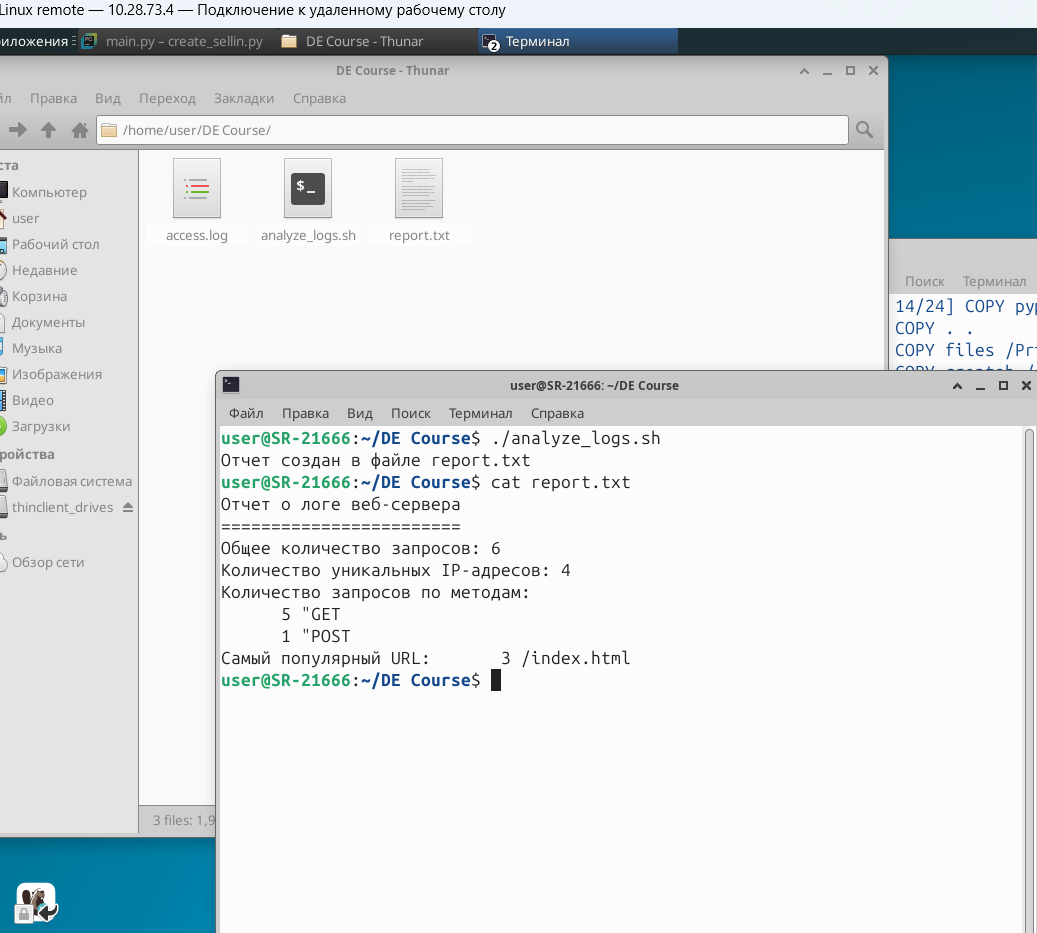 Linux remote — 10.28.73.4 — Подключение к удаленному рабочему столу
main.py – create_sellin.py
DE Course - Thunar
2 Терминал
DE Course - Thunar
Правка Вид Переход Закладки Справка
/home/user/DE Course/
Компьютер
user
Рабочий стол
Недавние
Корзина
Документы
Музыка
Изображения
Видео
Загрузки
Файловая система
thinclient_drives
Обзор сети
$_
access.log analyze_logs.sh report.txt
3 files: 1,9
Поиск Терминал
14/24] COPY
COPY . .
COPY files
COPY
user@SR-21666: ~/DE Course
Файл Правка Вид Поиск Терминал Справка
user@SR-21666:~/DE Course$ ./analyze_logs.sh
Отчет создан в файле report.txt
user@SR-21666:~/DE Course$ cat report.txt
Отчет о логе веб-сервера
========================
Общее количество запросов: 6
Количество уникальных IP-адресов: 4
Количество запросов по методам:
5 "GET
1 "POST
Самый популярный URL: 3 /index.html
user@SR-21666:~/DE Course$